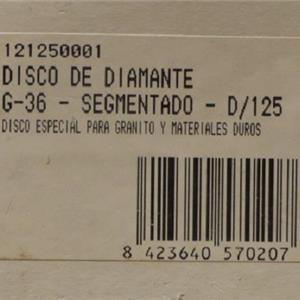 121250001
DISCO DE DIAMANTE
G-36 - SEGMENTADO - D/125
DISCO ESPECIAL PARA GRANITO Y MATERIALES DUROS
8 423640 570207